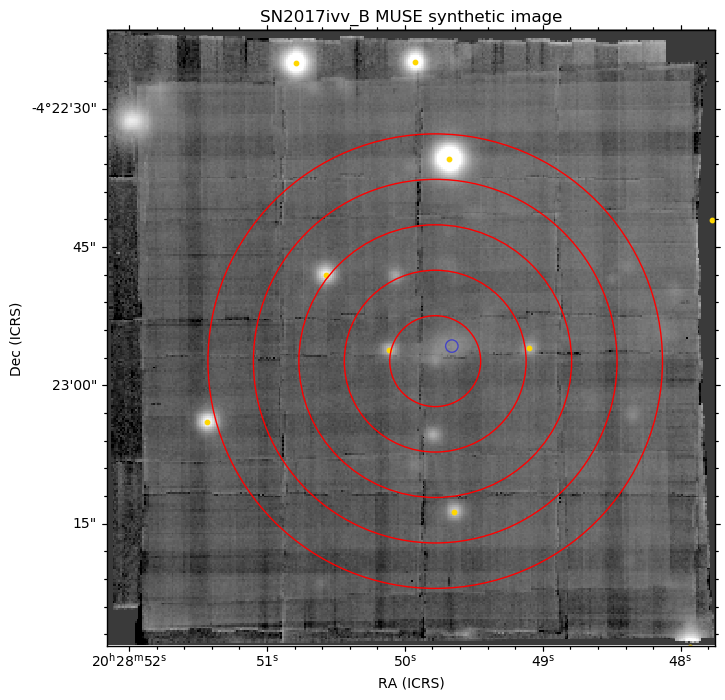 SN2017ivv_B MUSE synthetic image
-4°22'30"
45"
23'00"
15"
Dec (ICRS)
20ʰ28ᵐ52ˢ 51ˢ 50ˢ 49ˢ 48ˢ
RA (ICRS)